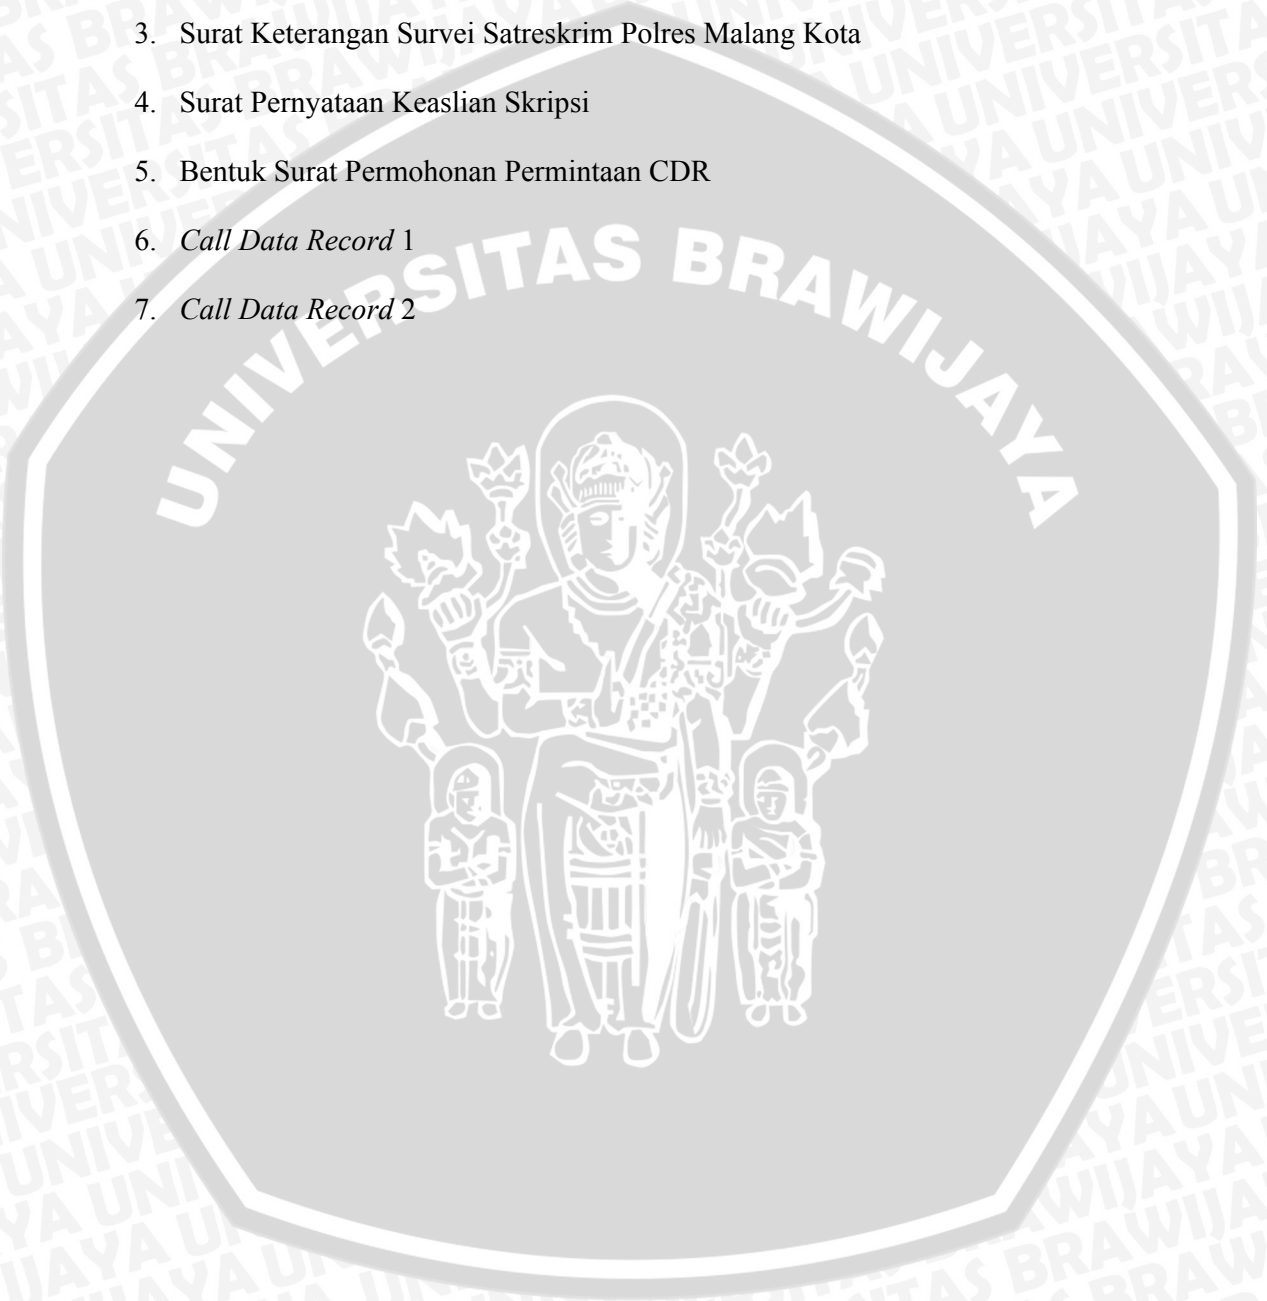 3. Surat Keterangan Survei Satreskrim Polres Malang Kota
4. Surat Pernyataan Keaslian Skripsi
5. Bentuk Surat Permohonan Permintaan CDR
6. Call Data Record 1
7. Call Data Record 2
UNIVERSITAS BRAWIJAYA